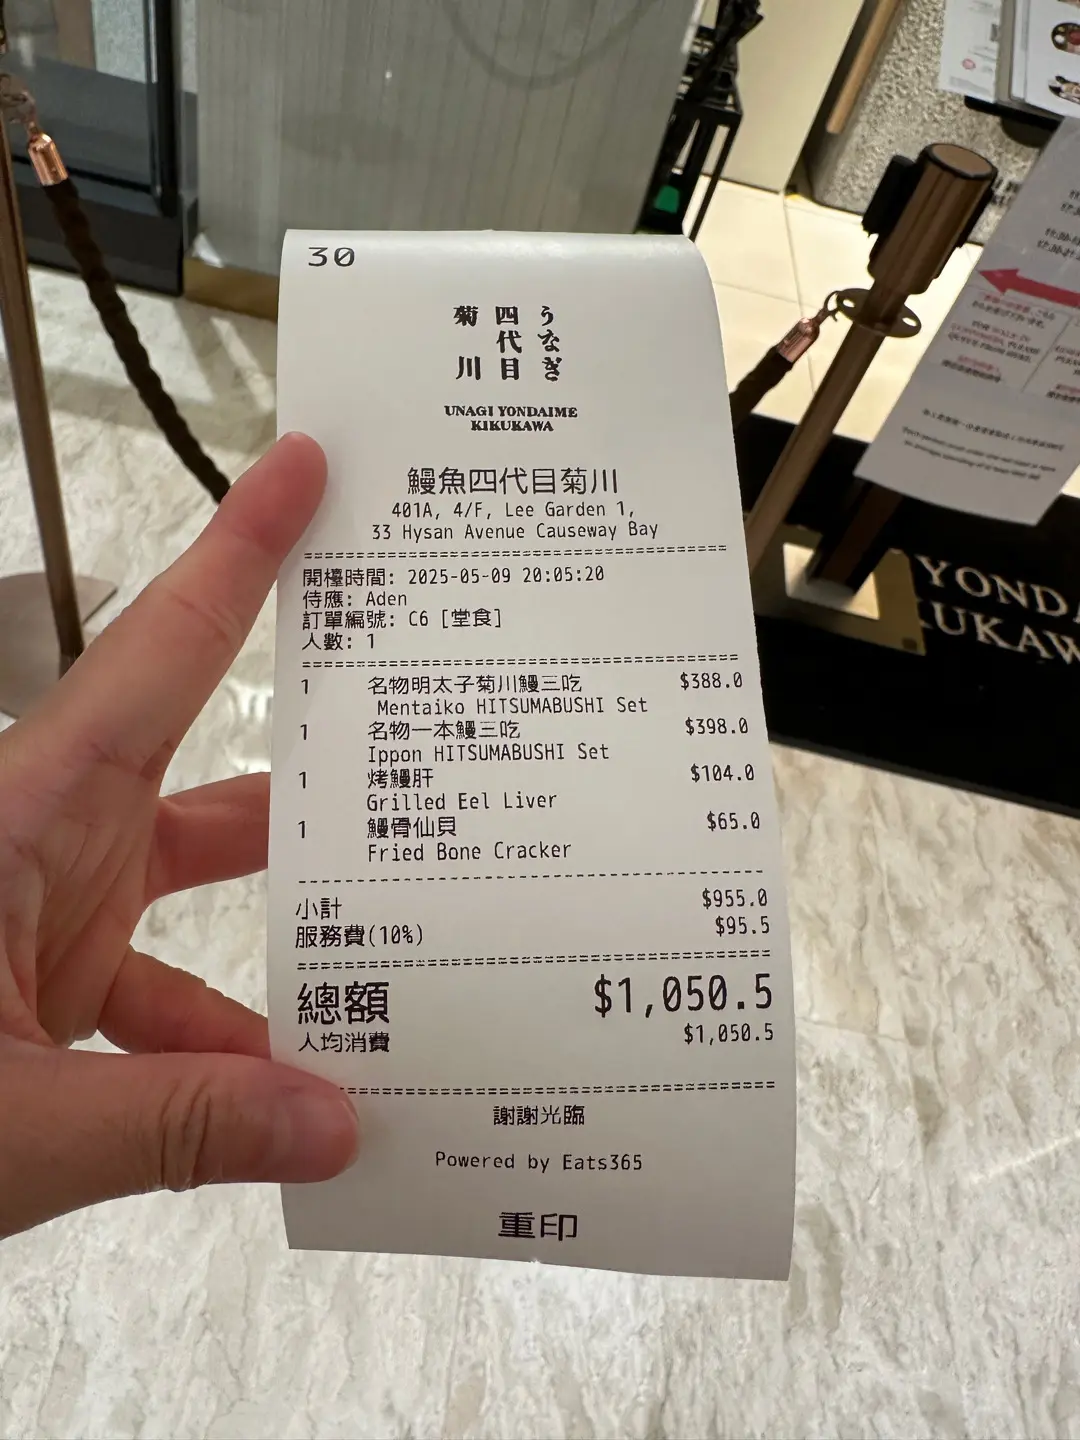 30
うなぎ
四代目
菊川
UNAGI YONDAIME
KIKUKAWA
鰻魚四代目菊川
401A, 4/F, Lee Garden 1,
33 Hysan Avenue Causeway Bay
開檯時間: 2025-05-09 20:05:20
侍應: Aden
訂單編號: C6 [堂食]
人數: 1
1 名物明太子菊川鰻三吃 $388.0
Mentaiko HITSUMABUSHI Set
1 名物一本鰻三吃 $398.0
Ippon HITSUMABUSHI Set
1 烤鰻肝 $104.0
Grilled Eel Liver
1 鰻骨仙貝 $65.0
Fried Bone Cracker
小計 $955.0
服務費(10%) $95.5
總額 $1,050.5
人均消費 $1,050.5
謝謝光臨
Powered by Eats365
重印
YONDA
KUKAW